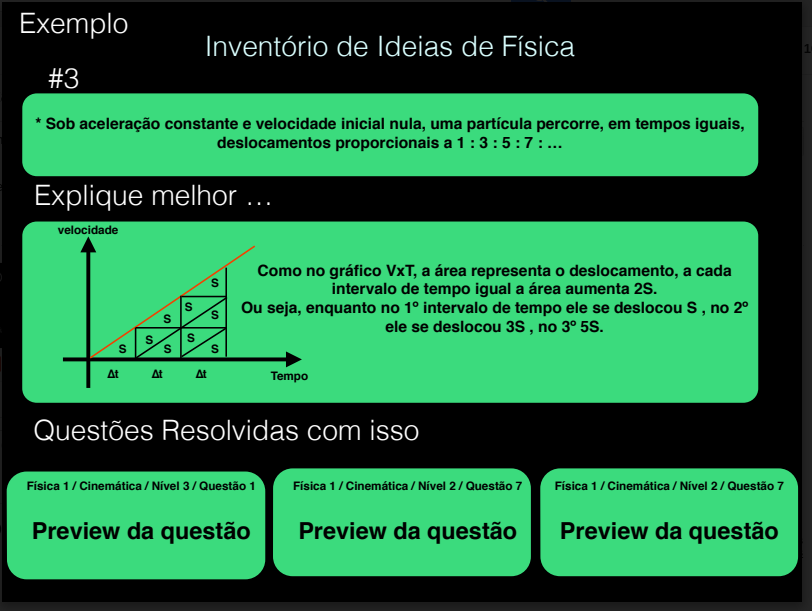 Exemplo
Inventório de Ideias de Física
#3
* Sob aceleração constante e velocidade inicial nula, uma partícula percorre, em tempos iguais,
deslocamentos proporcionais a 1 : 3 : 5 : 7 : …
Explique melhor …
velocidade
S
S
S
S
S
S
S
S
S
Δt
Δt
Δt
Tempo
Como no gráfico VxT, a área representa o deslocamento, a cada
intervalo de tempo igual a área aumenta 2S.
Ou seja, enquanto no 1º intervalo de tempo ele se deslocou S , no 2º
ele se deslocou 3S , no 3º 5S.
Questões Resolvidas com isso
Física 1 / Cinemática / Nível 3 / Questão 1
Preview da questão
Física 1 / Cinemática / Nível 2 / Questão 7
Preview da questão
Física 1 / Cinemática / Nível 2 / Questão 7
Preview da questão